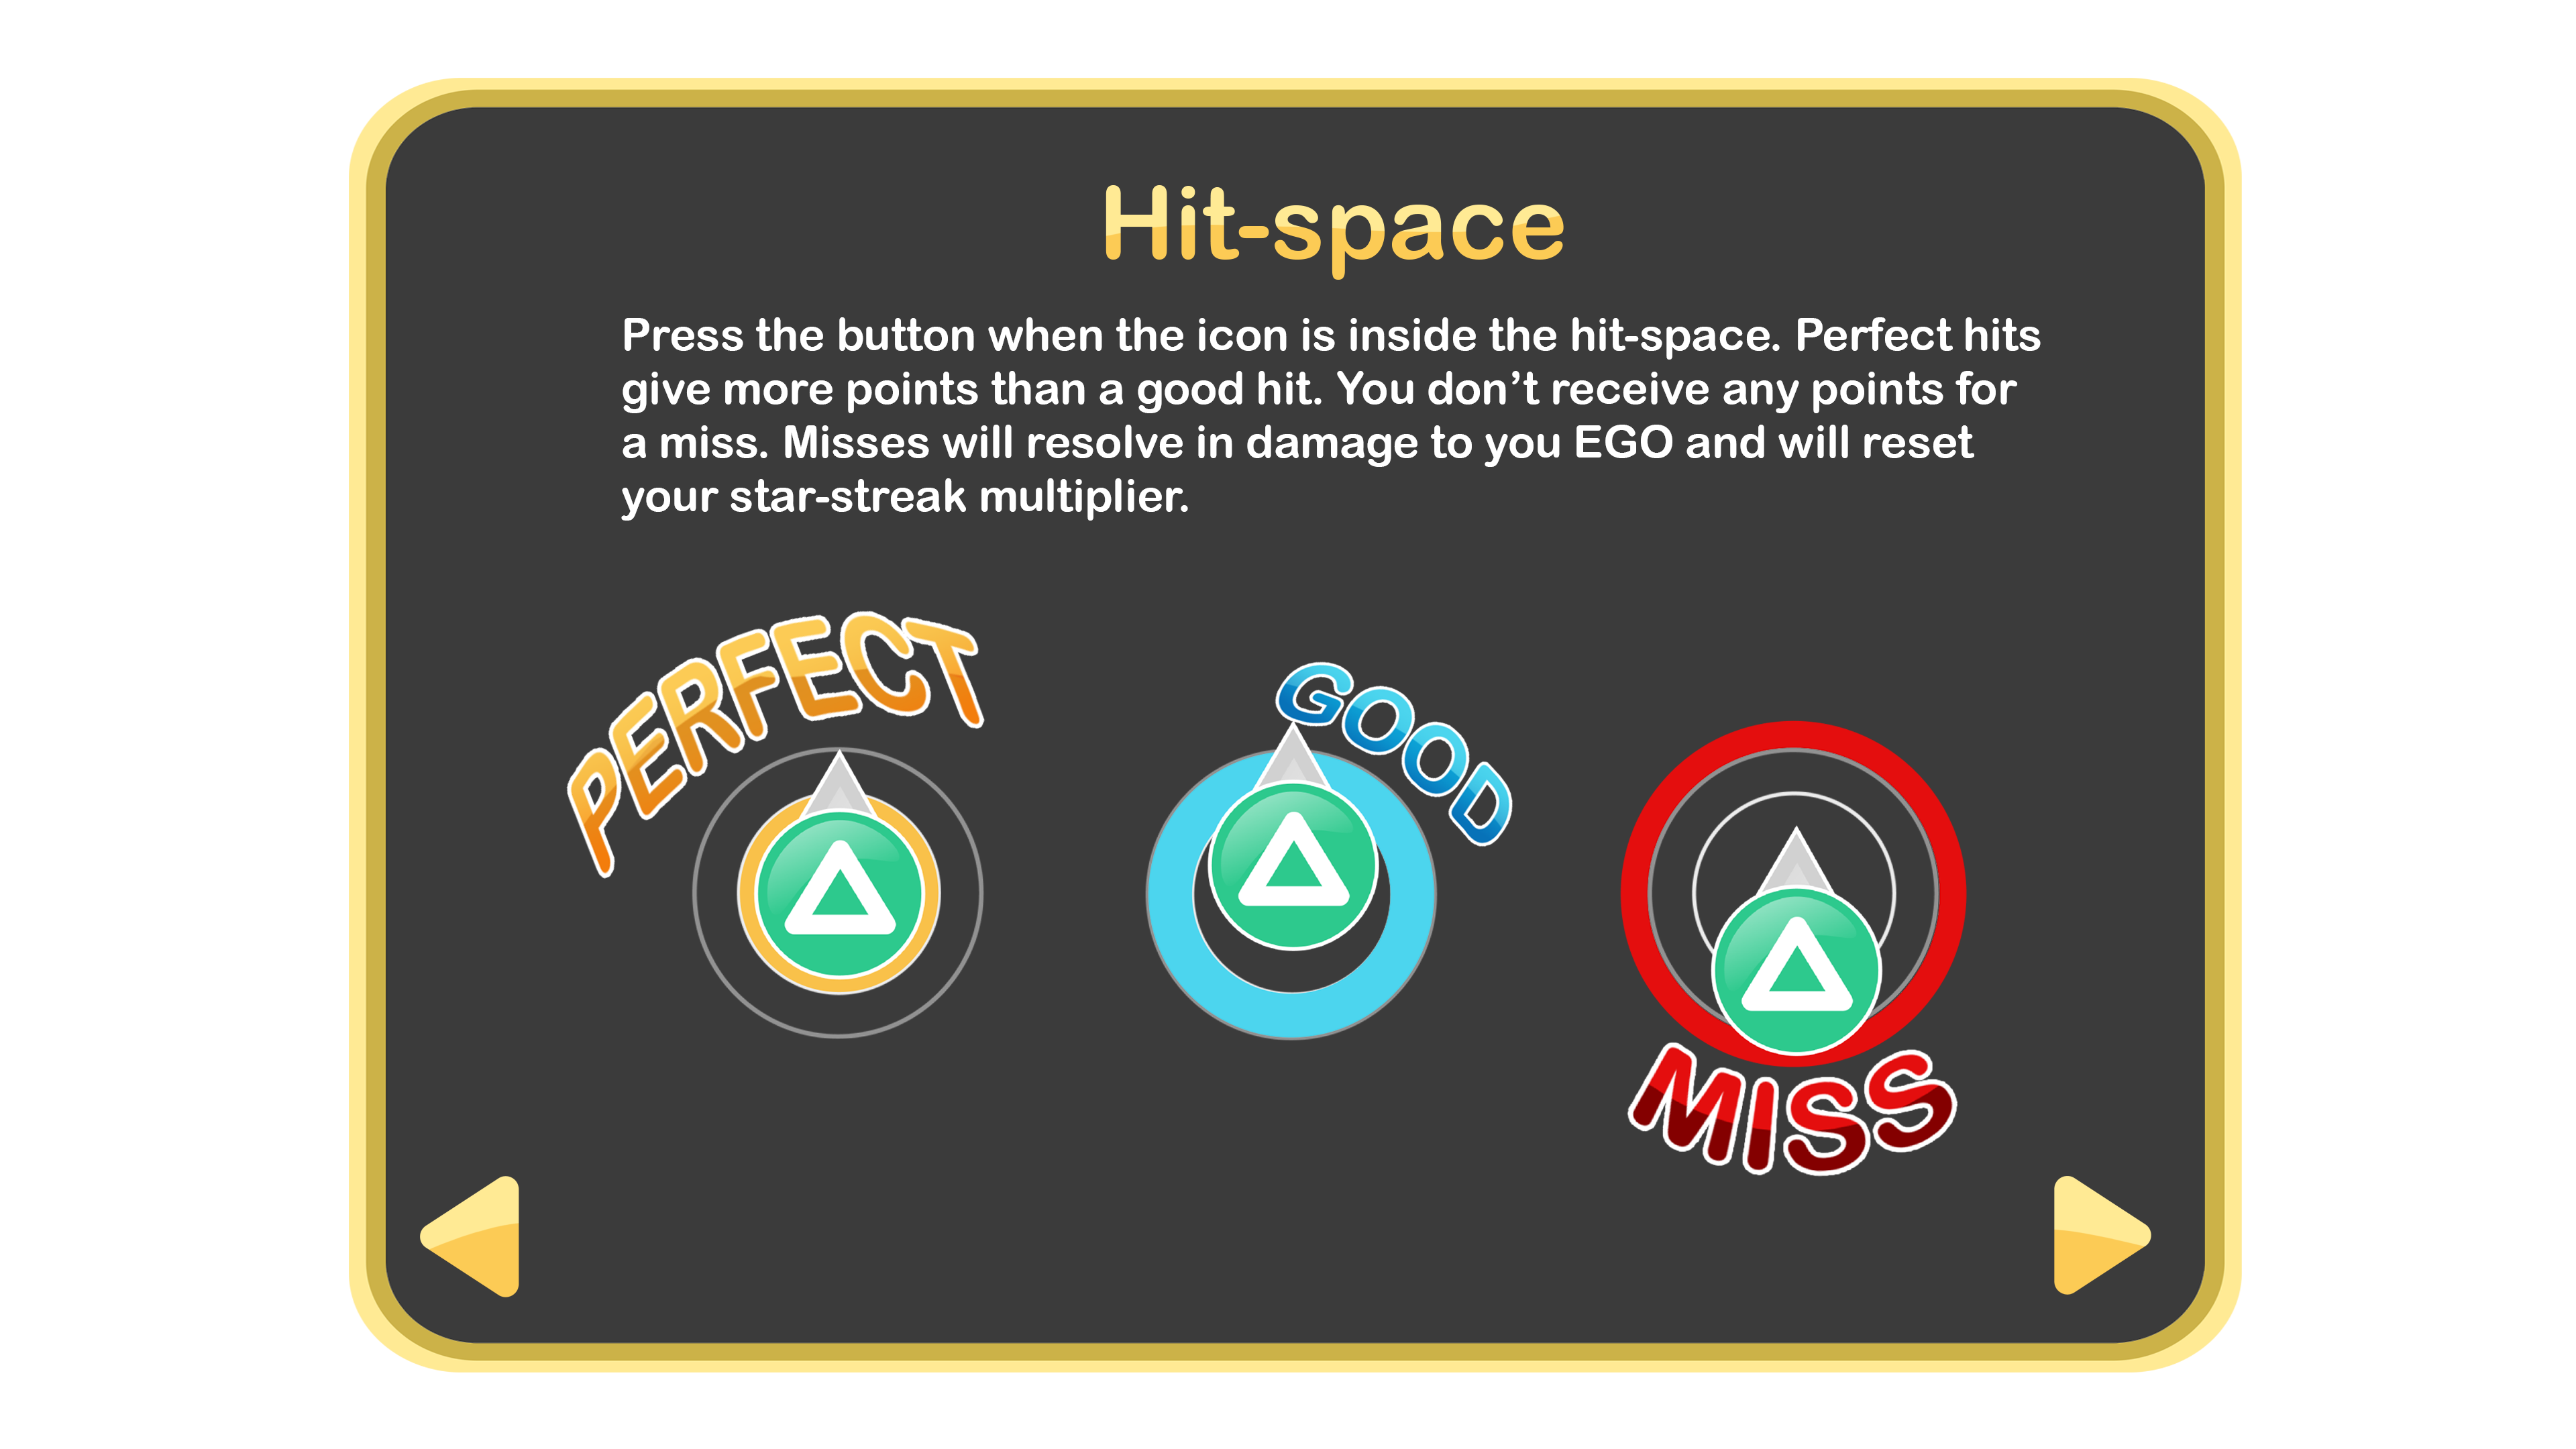 Hit-space
Press the button when the icon is inside the hit-space. Perfect hits
give more points than a good hit. You don’t receive any points for
a miss. Misses will resolve in damage to you EGO and will reset
your star-streak multiplier.
PERFECT
GOOD
MISS